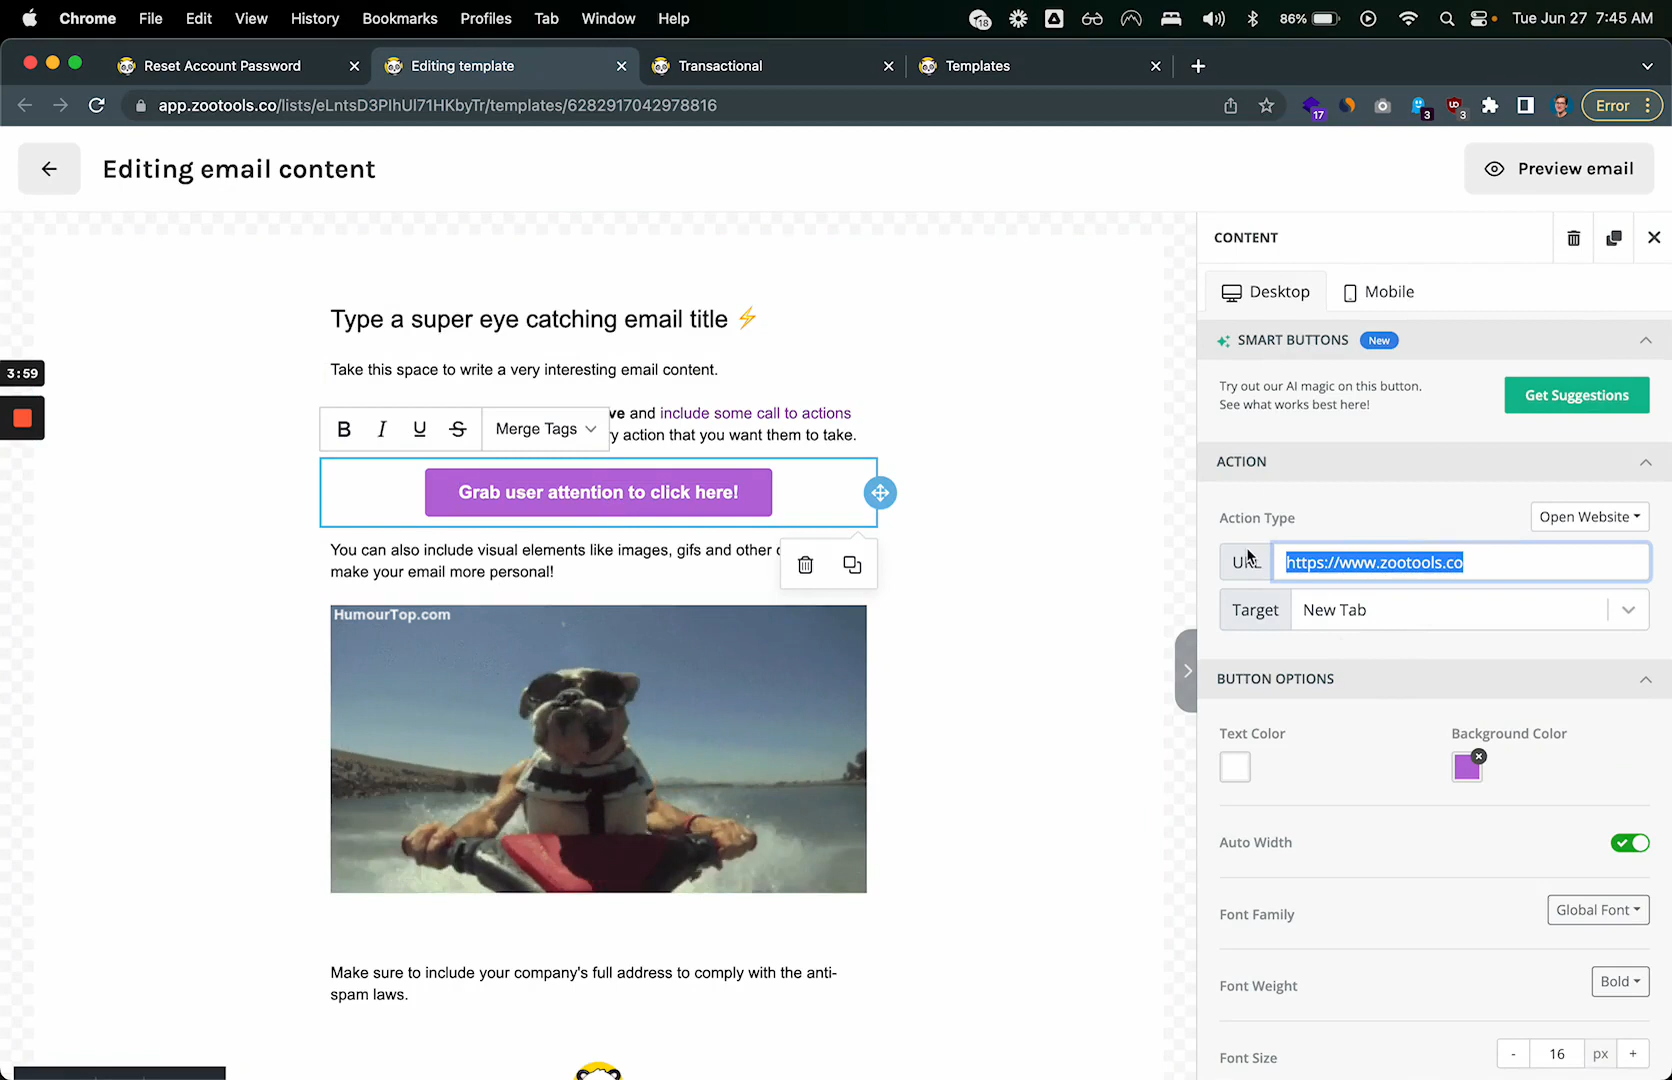 Chrome File Edit View History Bookmarks Profiles Tab Window Help 18 86% Tue Jun 27 7:45 AM
Reset Account Password Editing template Transactional Templates
app.zootools.co/lists/eLntsD3PIhUl71HKbyTr/templates/6282917042978816 17 3 3 Error
Editing email content Preview email
CONTENT
Desktop Mobile
Type a super eye catching email title
SMART BUTTONS New
Take this space to write a very interesting email content.
3:59
Try out our AI magic on this button.
See what works best here!
Get Suggestions
ve and include some call to actions
B I U S Merge Tags
y action that you want them to take.
ACTION
Grab user attention to click here!
Action Type Open Website
You can also include visual elements like images, gifs and other
make your email more personal!
URL https://www.zootools.co
Target New Tab
HumourTop.com
BUTTON OPTIONS
Text Color Background Color
Auto Width
Font Family Global Font
Make sure to include your company's full address to comply with the anti-
spam laws.
Font Weight Bold
Font Size - 16 px +